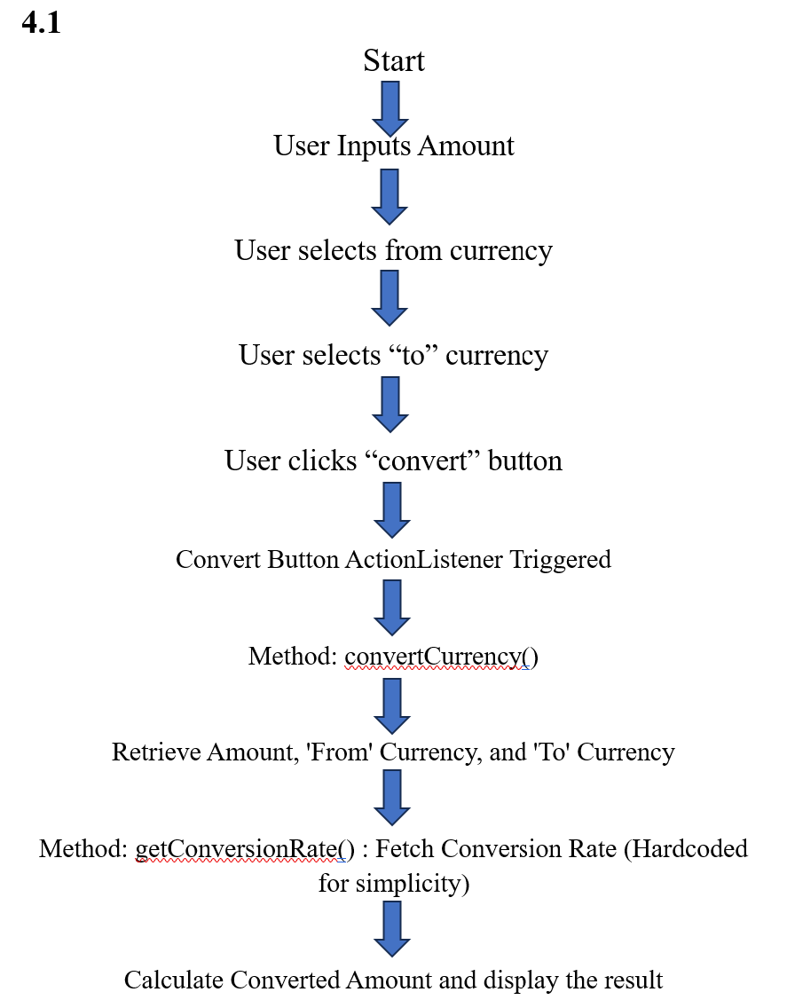 4.1
Start
User Inputs Amount
User selects from currency
User selects “to” currency
User clicks “convert” button
Convert Button ActionListener Triggered
Method: convertCurrency()
Retrieve Amount, 'From' Currency, and 'To' Currency
Method: getConversionRate() : Fetch Conversion Rate (Hardcoded
for simplicity)
Calculate Converted Amount and display the result